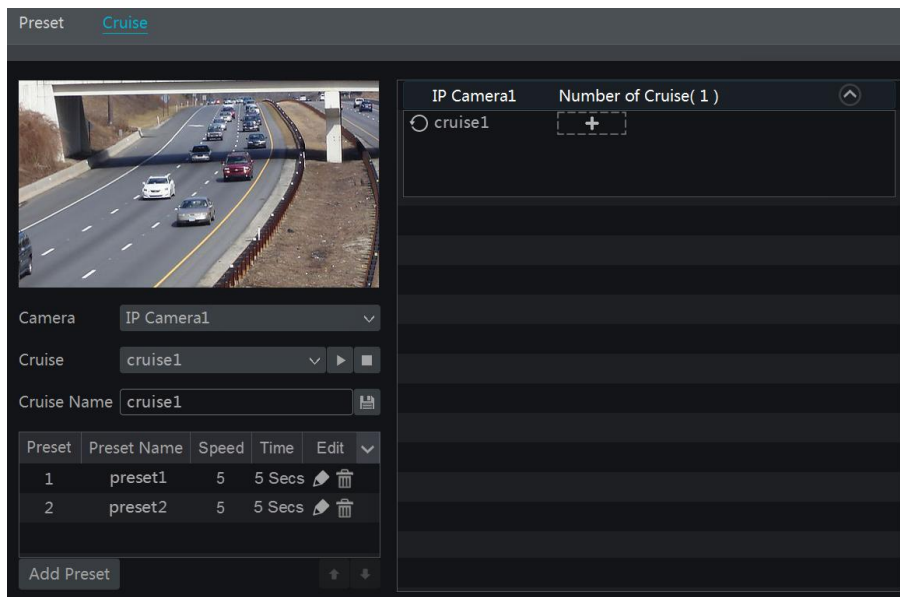 Preset Cruise
IP Camera1 Number of Cruise( 1 )
cruise1
Camera IP Camera1
Cruise cruise1
Cruise Name cruise1
Preset Preset Name Speed Time Edit
1 preset1 5 5 Secs
2 preset2 5 5 Secs
Add Preset